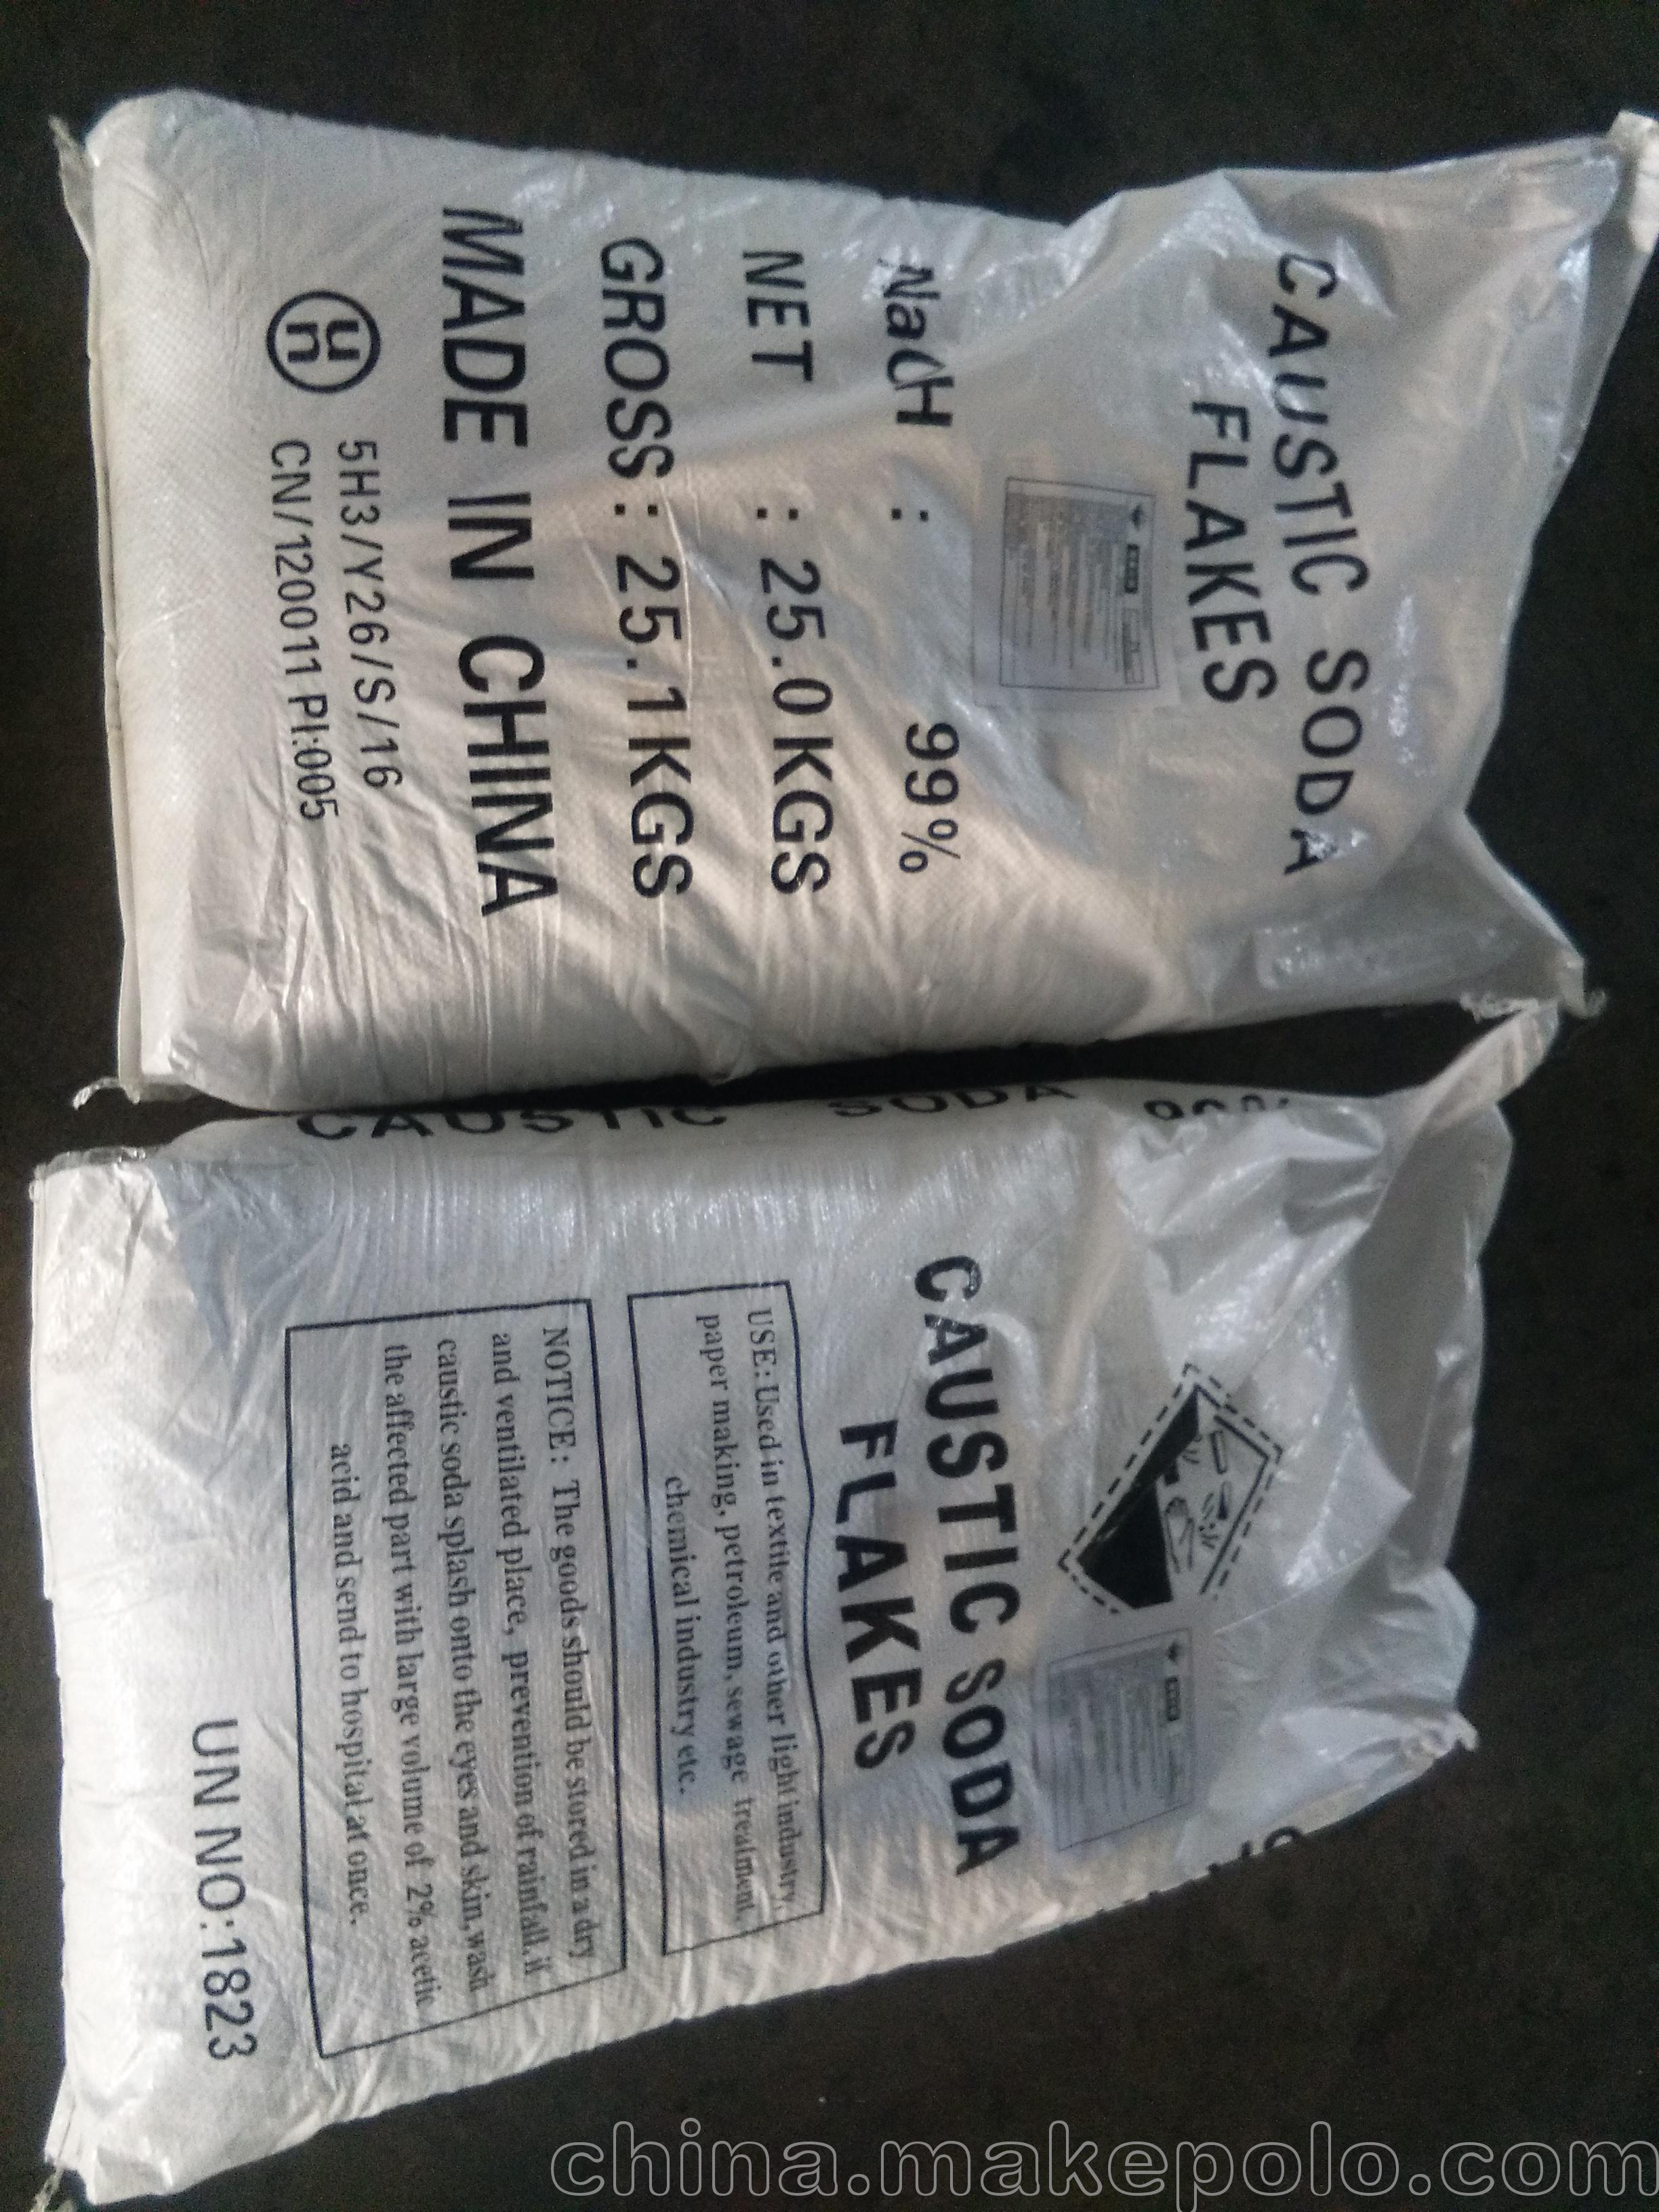 CAUSTIC SODA
FLAKES
NaOH : 99%
NET : 25.0KGS
GROSS: 25.1KGS
MADE IN CHINA
5H3/Y26/S/16
CN/120011 PI:005
CAUSTIC SODA
CAUSTIC SODA
FLAKES
USE: Used in textile and other light industry,
paper making, petroleum, sewage treatment,
chemical industry etc.
NOTICE: The goods should be stored in a dry
and ventilated place, prevention of rainfall, if
caustic soda splash onto the eyes and skin, wash
the affected part with large volume of 2% acetic
acid and send to hospital at once.
UN NO:1823
china.makepolo.com